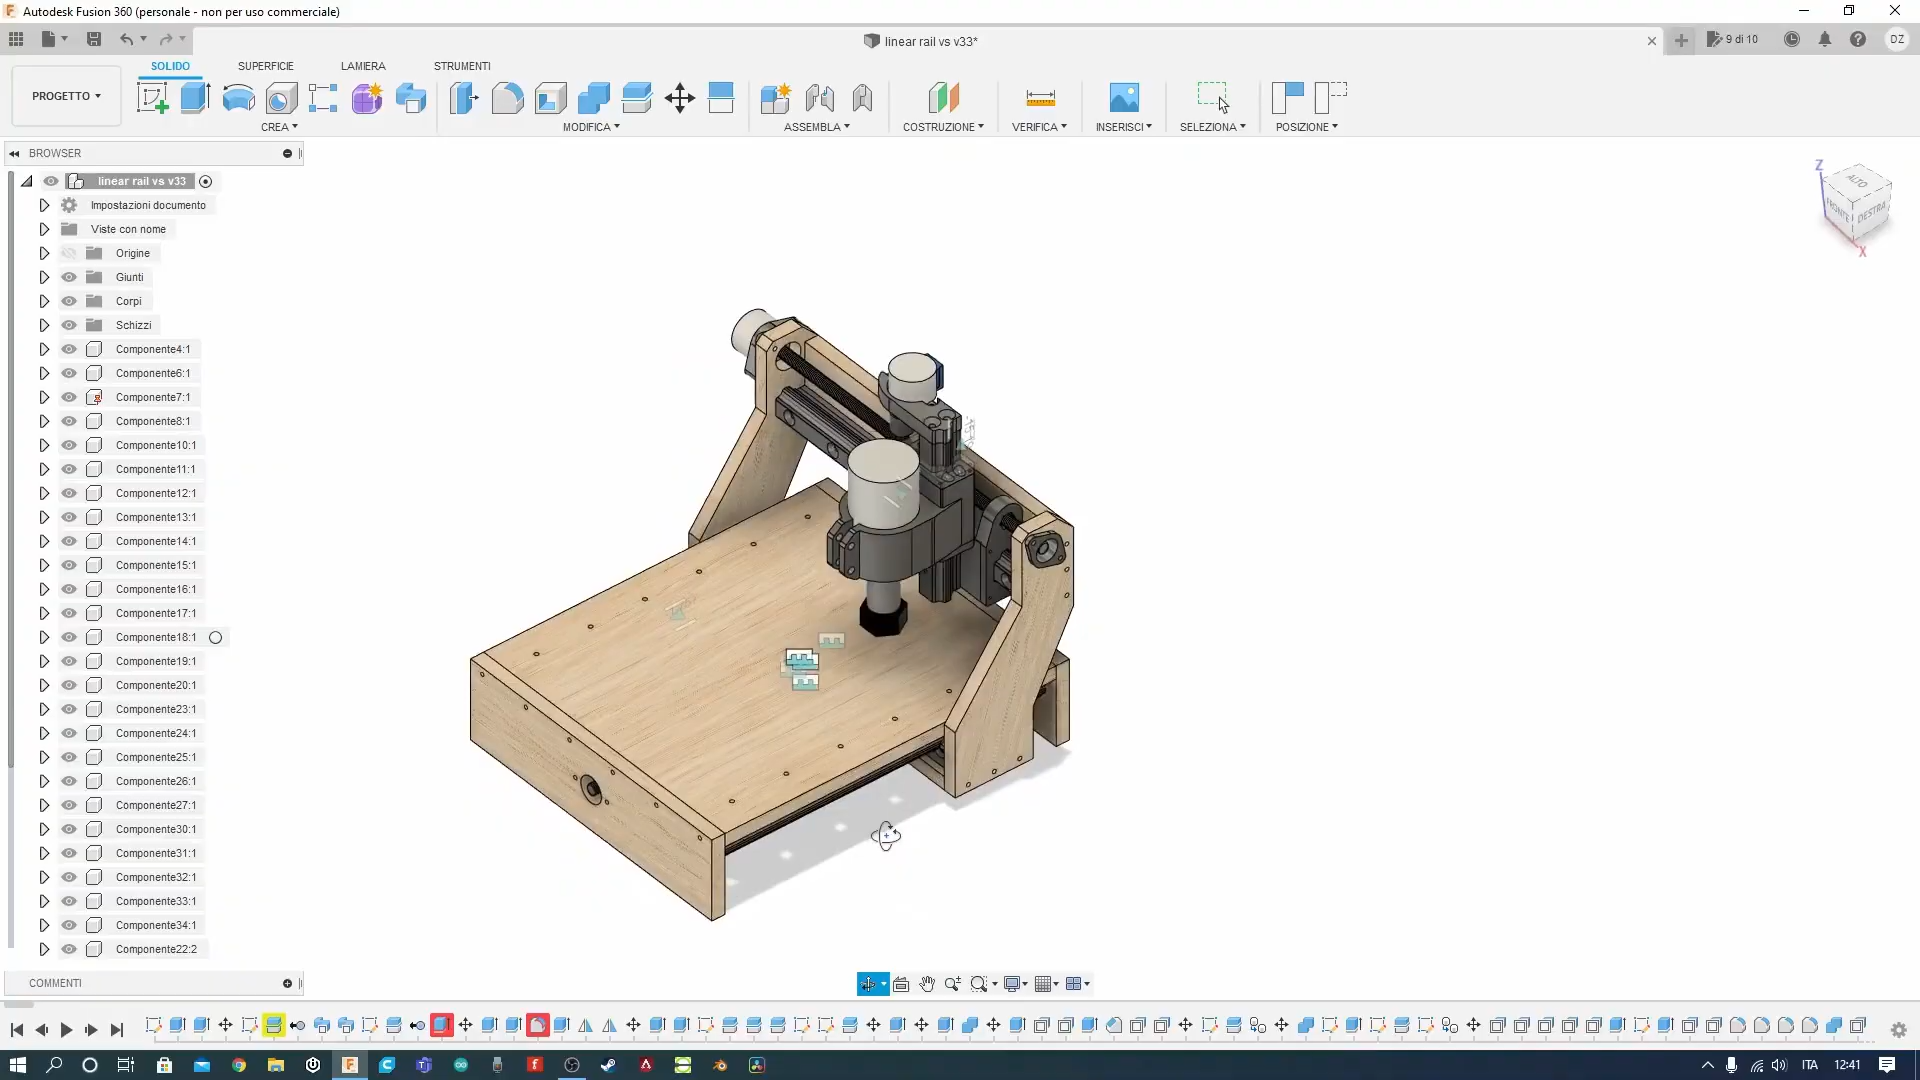 Autodesk Fusion 360 (personale - non per uso commerciale)
linear rail vs v33*
9 di 10
DZ
PROGETTO
SOLIDO
SUPERFICIE
LAMIERA
STRUMENTI
CREA
MODIFICA
ASSEMBLA
COSTRUZIONE
VERIFICA
INSERISCI
SELEZIONA
POSIZIONE
BROWSER
linear rail vs v33
Impostazioni documento
Viste con nome
Origine
Giunti
Corpi
Schizzi
Componente4:1
Componente6:1
Componente7:1
Componente8:1
Componente10:1
Componente11:1
Componente12:1
Componente13:1
Componente14:1
Componente15:1
Componente16:1
Componente17:1
Componente18:1
Componente19:1
Componente20:1
Componente23:1
Componente24:1
Componente25:1
Componente26:1
Componente27:1
Componente30:1
Componente31:1
Componente32:1
Componente33:1
Componente34:1
Componente22:2
Z
ALTO
FRONTE
DESTRA
X
COMMENTI
ITA
12:41